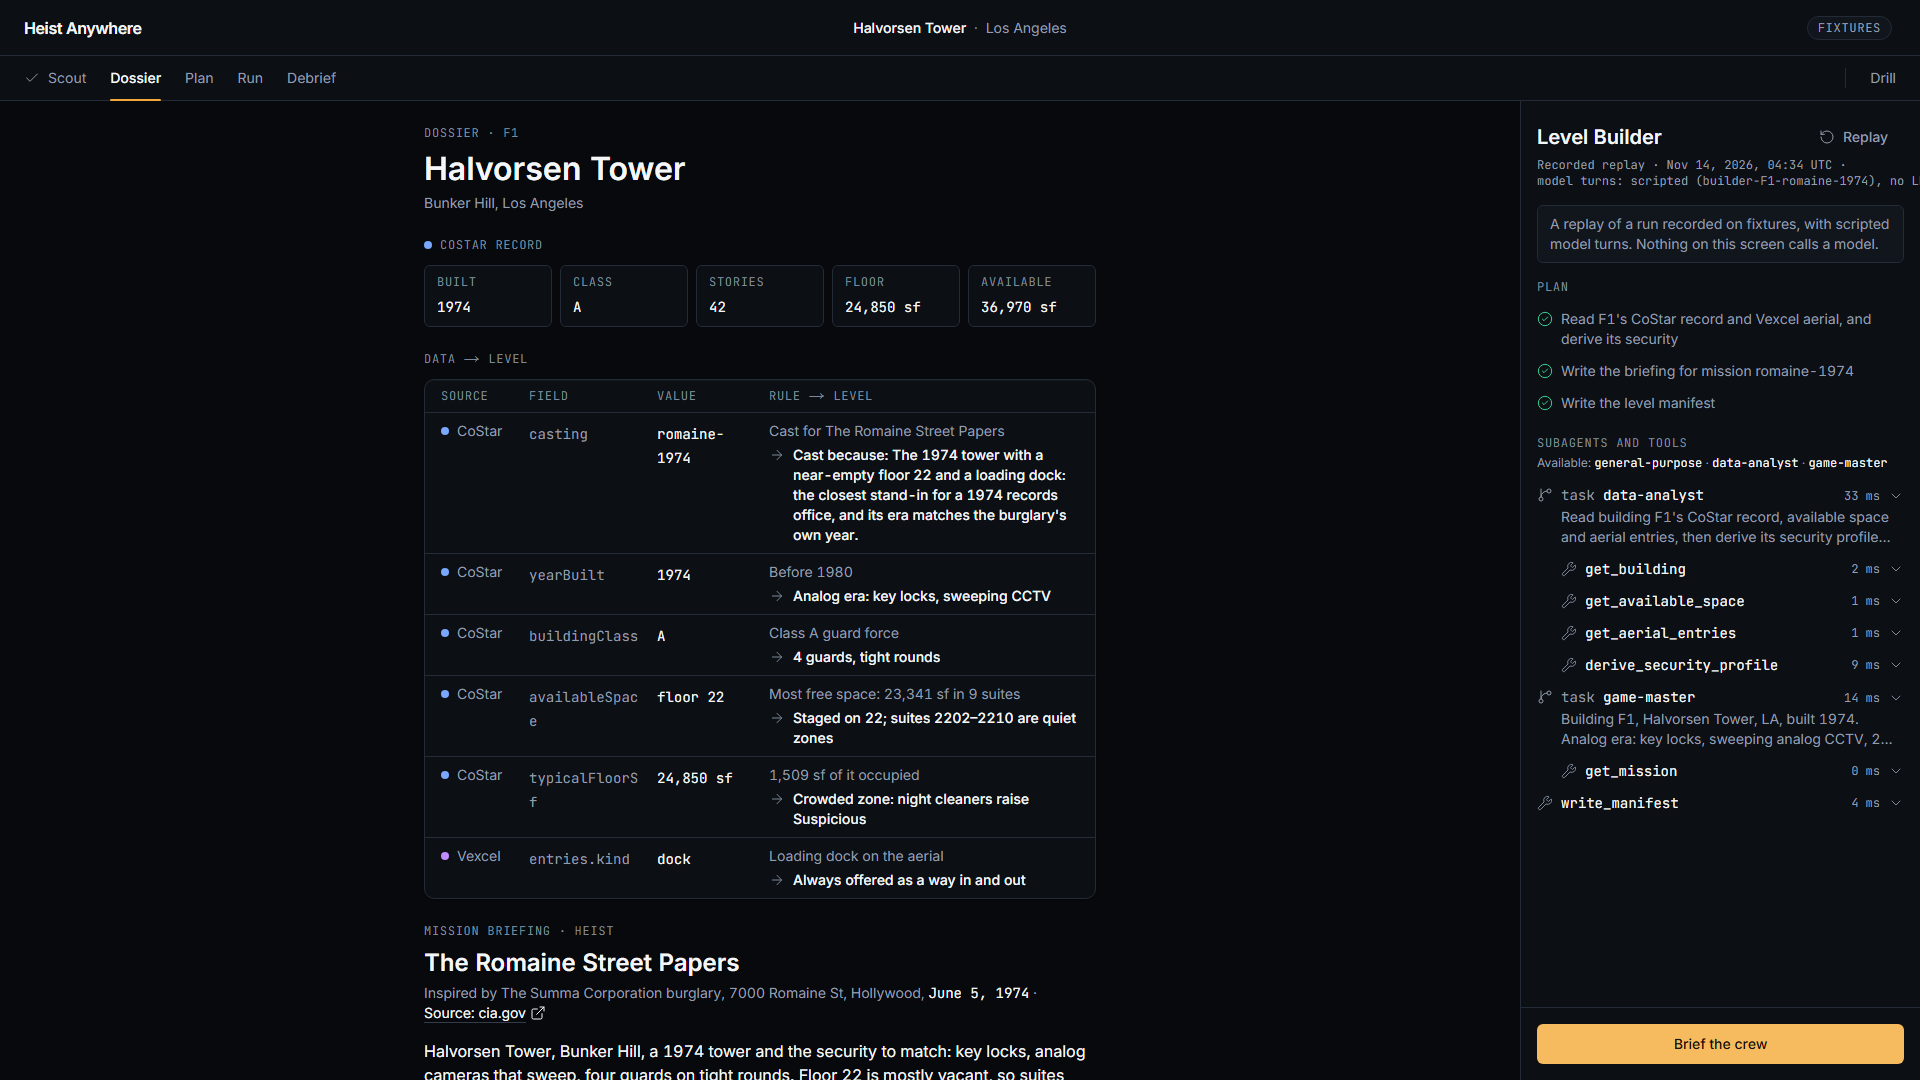 Heist Anywhere
Halvorsen Tower · Los Angeles
FIXTURES
Scout
Dossier
Plan
Run
Debrief
Drill
DOSSIER · F1
Halvorsen Tower
Bunker Hill, Los Angeles
COSTAR RECORD
BUILT
1974
CLASS
A
STORIES
42
FLOOR
24,850 sf
AVAILABLE
36,970 sf
DATA → LEVEL
SOURCE FIELD VALUE RULE → LEVEL
CoStar casting romaine-
1974
Cast for The Romaine Street Papers
→ Cast because: The 1974 tower with a
near-empty floor 22 and a loading dock:
the closest stand-in for a 1974 records
office, and its era matches the burglary's
own year.
CoStar yearBuilt 1974 Before 1980
→ Analog era: key locks, sweeping CCTV
CoStar buildingClass A Class A guard force
→ 4 guards, tight rounds
CoStar availableSpac
e
floor 22 Most free space: 23,341 sf in 9 suites
→ Staged on 22; suites 2202–2210 are quiet
zones
CoStar typicalFloorS
f
24,850 sf 1,509 sf of it occupied
→ Crowded zone: night cleaners raise
Suspicious
Vexcel entries.kind dock Loading dock on the aerial
→ Always offered as a way in and out
MISSION BRIEFING · HEIST
The Romaine Street Papers
Inspired by The Summa Corporation burglary, 7000 Romaine St, Hollywood, June 5, 1974 ·
Source: cia.gov
Halvorsen Tower, Bunker Hill, a 1974 tower and the security to match: key locks, analog
cameras that sweep, four guards on tight rounds. Floor 22 is mostly vacant, so suites
Level Builder
Replay
Recorded replay · Nov 14, 2026, 04:34 UTC ·
model turns: scripted (builder-F1-romaine-1974), no L
A replay of a run recorded on fixtures, with scripted
model turns. Nothing on this screen calls a model.
PLAN
Read F1's CoStar record and Vexcel aerial, and
derive its security
Write the briefing for mission romaine-1974
Write the level manifest
SUBAGENTS AND TOOLS
Available: general-purpose · data-analyst · game-master
task data-analyst 33 ms
Read building F1's CoStar record, available space
and aerial entries, then derive its security profile...
get_building 2 ms
get_available_space 1 ms
get_aerial_entries 1 ms
derive_security_profile 9 ms
task game-master 14 ms
Building F1, Halvorsen Tower, LA, built 1974.
Analog era: key locks, sweeping analog CCTV, 2...
get_mission 0 ms
write_manifest 4 ms
Brief the crew